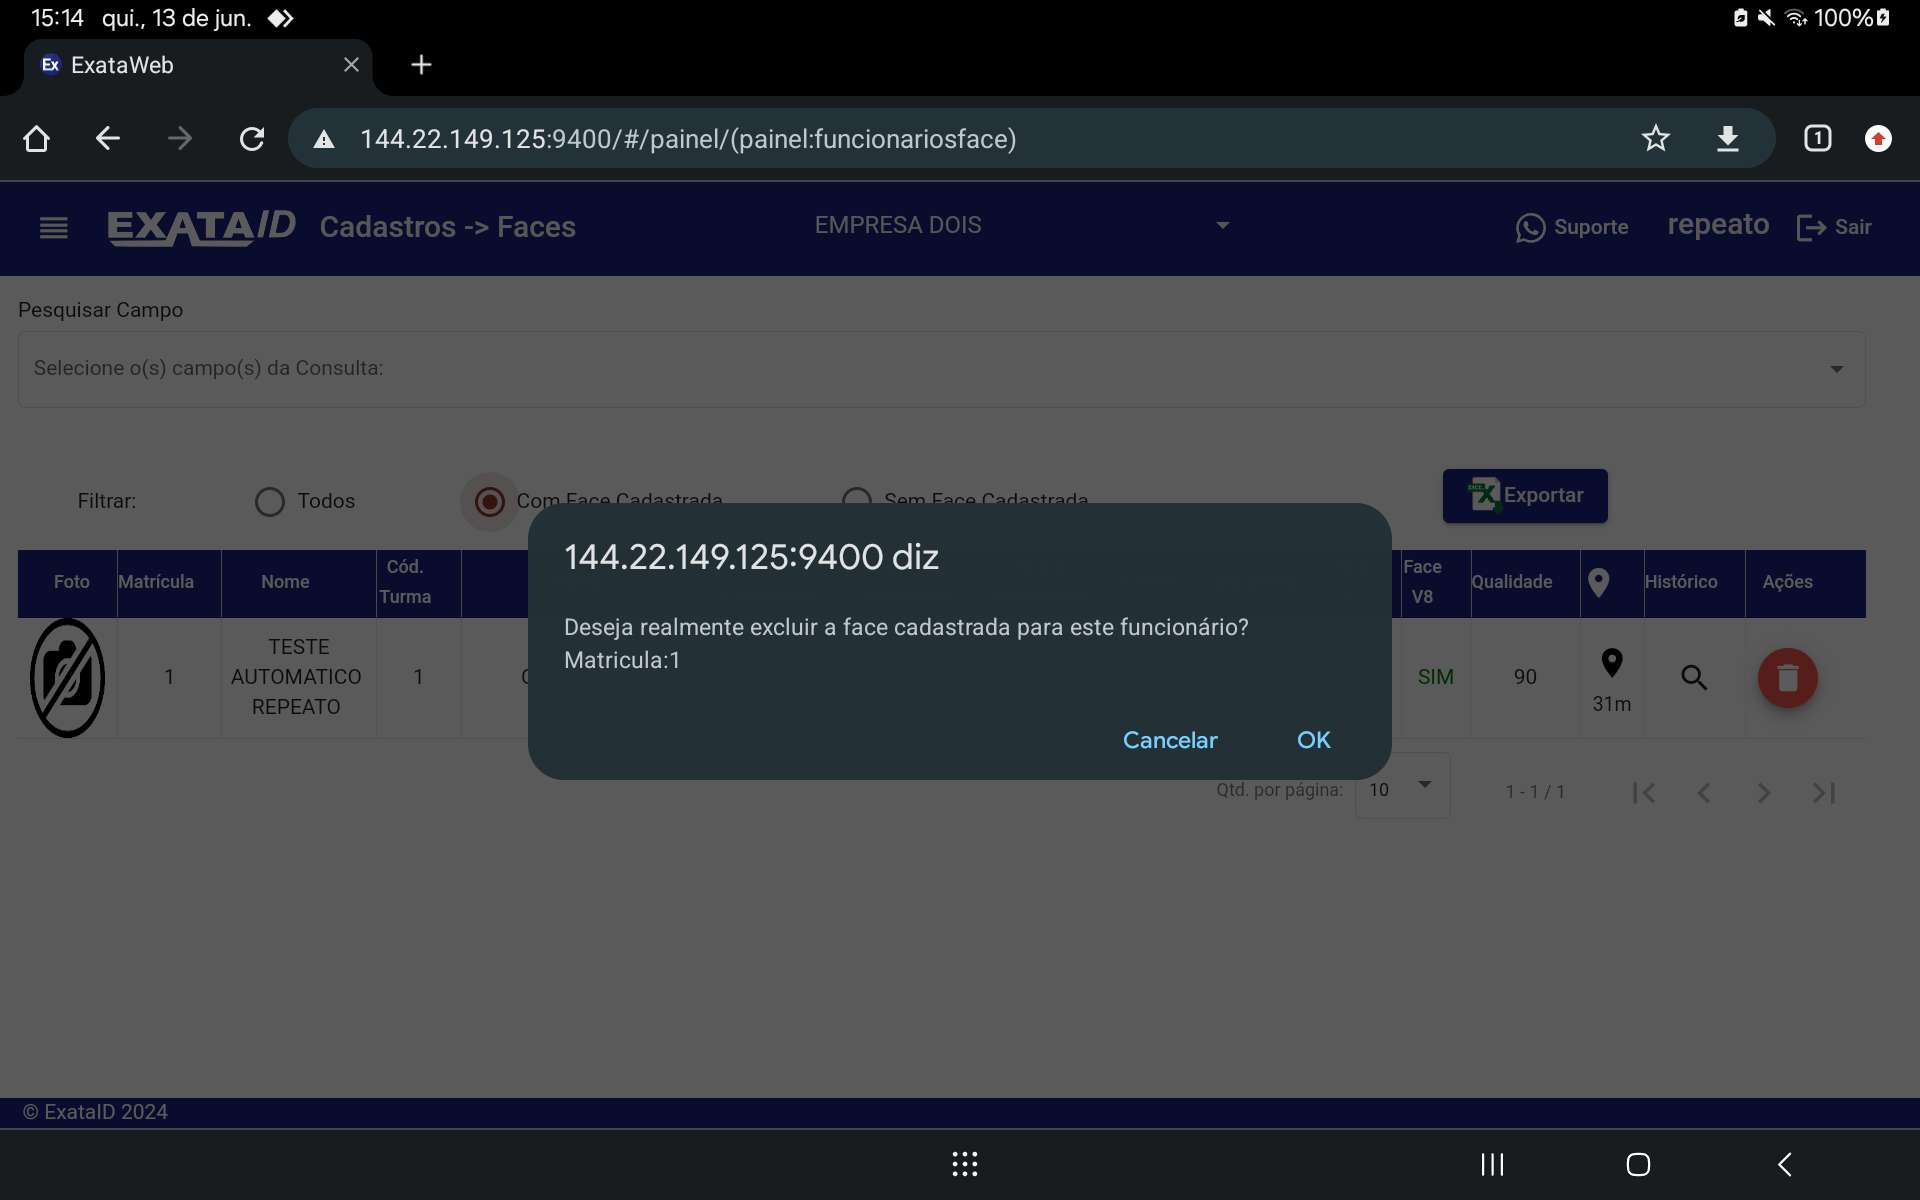 15:14 qui., 13 de jun.
100%
Ex ExataWeb
144.22.149.125:9400/#/painel/(painel:funcionariosface)
1
EXATAID
Cadastros -> Faces
EMPRESA DOIS
Suporte
repeato
Sair
Pesquisar Campo
Selecione o(s) campo(s) da Consulta:
Filtrar:
Todos
Com Face Cadastrada
Sem Face Cadastrada
Exportar
144.22.149.125:9400 diz
Deseja realmente excluir a face cadastrada para este funcionário?
Matricula:1
Cancelar
OK
Foto
Matrícula
Nome
Cód.
Turma
Face
V8
Qualidade
Histórico
Ações
1
TESTE
AUTOMATICO
REPEATO
1
SIM
90
31m
Qtd. por página:
10
1 - 1 / 1
© ExataID 2024